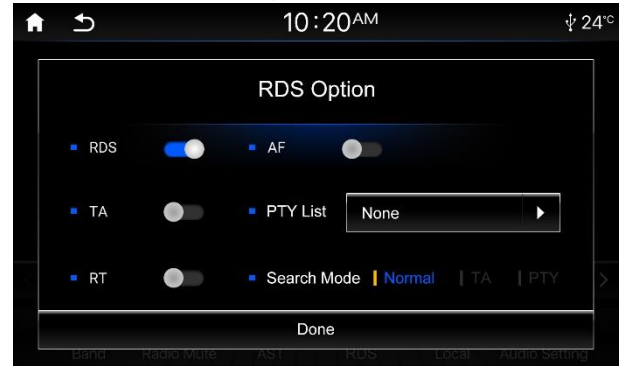 10:20AM 24°C
RDS Option
RDS AF
TA PTY List None
RT Search Mode Normal TA PTY
Done
Band Radio Mute AST RDS Local Audio Setting